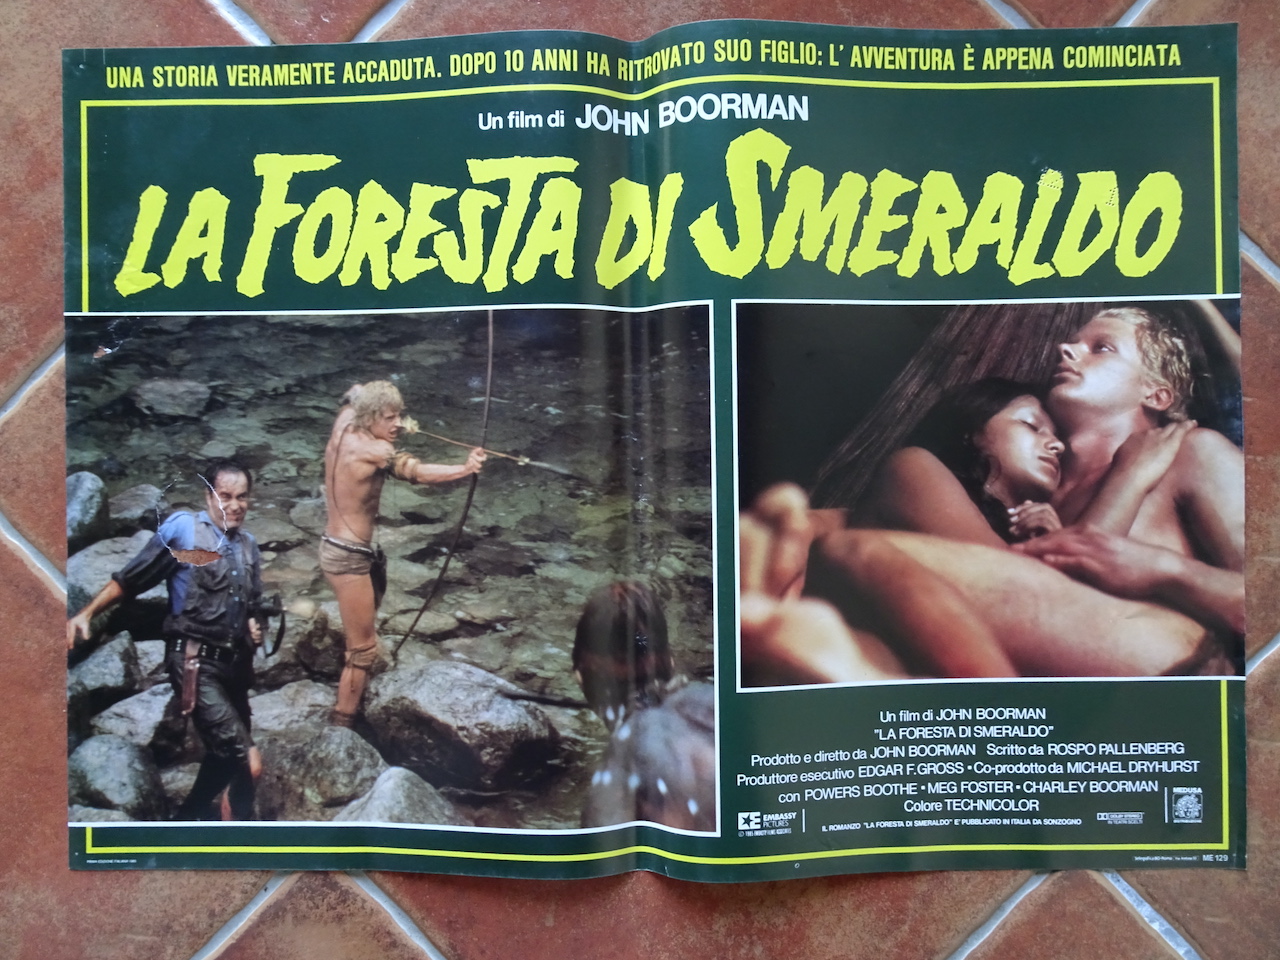 UNA STORIA VERAMENTE ACCADUTA. DOPO 10 ANNI HA RITROVATO SUO FIGLIO: L' AVVENTURA È APPENA COMINCIATA
Un film di JOHN BOORMAN
LA FORESTA DI SMERALDO
Un film di JOHN BOORMAN
"LA FORESTA DI SMERALDO"
Prodotto e diretto da JOHN BOORMAN Scritto da ROSPO PALLENBERG
Produttore esecutivo EDGAR F. GROSS • Co-prodotto da MICHAEL DRYHURST
con POWERS BOOTHE • MEG FOSTER • CHARLEY BOORMAN
Colore TECHNICOLOR
EMBASSY
PICTURES
IL ROMANZO "LA FORESTA DI SMERALDO" E' PUBBLICATO IN ITALIA DA SONZOGNO
DOLBY STEREO
MEDUSA
ME 129